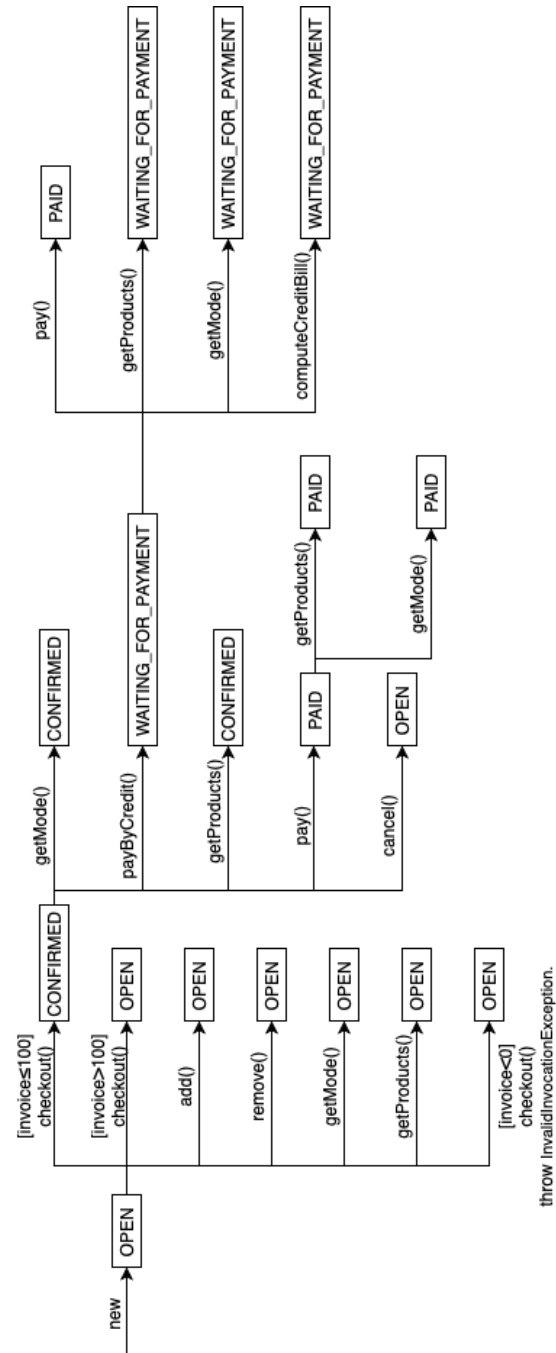 new
OPEN
[invoice≤100]
checkout()
CONFIRMED
[invoice>100]
checkout()
OPEN
add()
OPEN
remove()
OPEN
getMode()
OPEN
getProducts()
OPEN
[invoice<0]
checkout()
OPEN
throw InvalidInvocationException.
getMode()
CONFIRMED
payByCredit()
WAITING_FOR_PAYMENT
getProducts()
CONFIRMED
pay()
PAID
cancel()
OPEN
getProducts()
PAID
getMode()
PAID
pay()
PAID
getProducts()
WAITING_FOR_PAYMENT
getMode()
WAITING_FOR_PAYMENT
computeCreditBill()
WAITING_FOR_PAYMENT